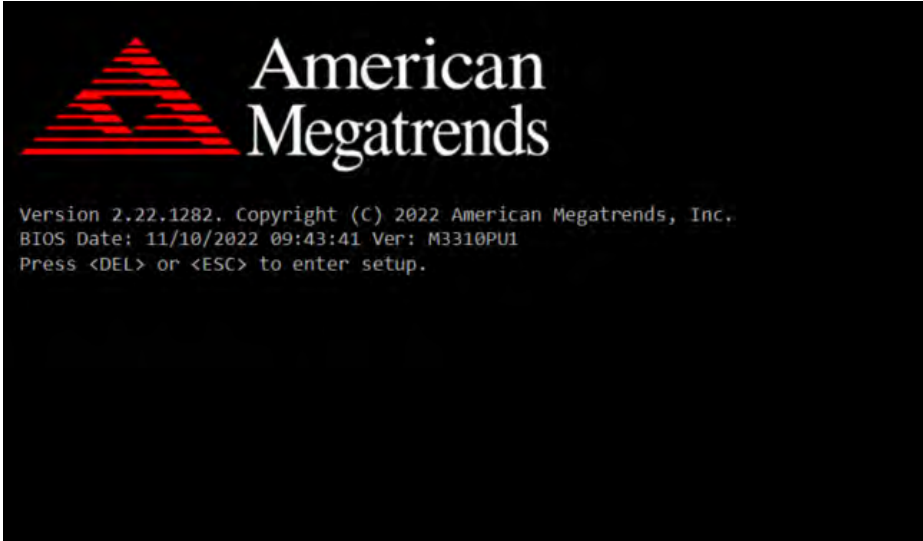 American
Megatrends
Version 2.22.1282. Copyright (C) 2022 American Megatrends, Inc.
BIOS Date: 11/10/2022 09:43:41 Ver: M3310PU1
Press <DEL> or <ESC> to enter setup.